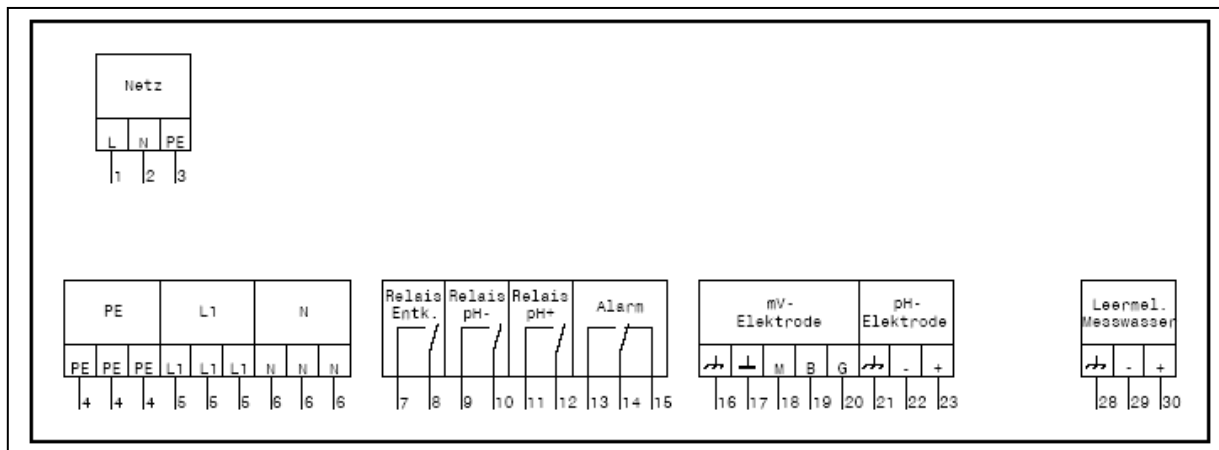 Netz
L N PE
1 2 3
PE L1 N
Relais Entk.
Relais pH-
Relais pH+
Alarm
mV-Elektrode
pH-Elektrode
Leermel. Messwasser
PE PE PE L1 L1 L1 N N N
M B G - +
- +
4 4 4 5 5 5 6 6 6
7 8 9 10 11 12 13 14 15
16 17 18 19 20 21 22 23
28 29 30